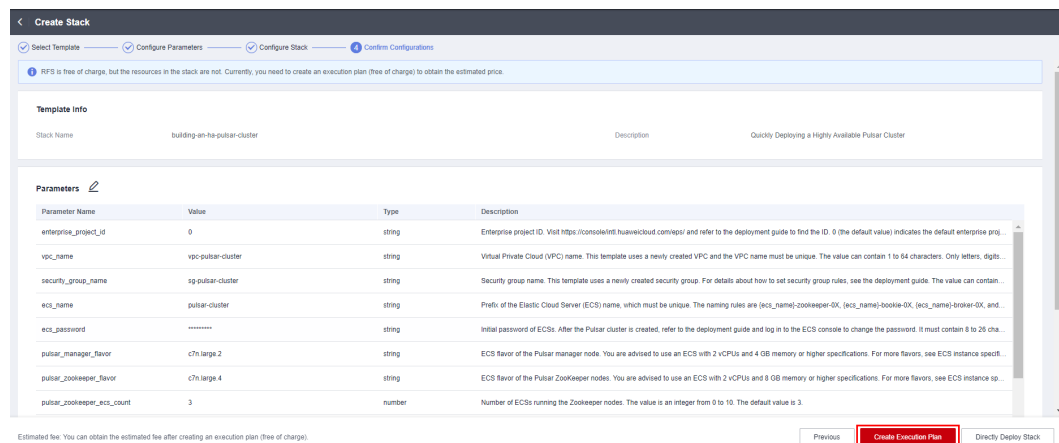 Create Stack
Select Template Configure Parameters Configure Stack 4 Confirm Configurations
RFS is free of charge, but the resources in the stack are not. Currently, you need to create an execution plan (free of charge) to obtain the estimated price.
Template Info
Stack Name building-an-ha-pulsar-cluster Description Quickly Deploying a Highly Available Pulsar Cluster
Parameters
Parameter Name Value Type Description
enterprise_project_id 0 string Enterprise project ID. Visit https://console/intl.huaweicloud.com/eps/ and refer to the deployment guide to find the ID. 0 (the default value) indicates the default enterprise proj...
vpc_name vpc-pulsar-cluster string Virtual Private Cloud (VPC) name. This template uses a newly created VPC and the VPC name must be unique. The value can contain 1 to 64 characters. Only letters, digits...
security_group_name sg-pulsar-cluster string Security group name. This template uses a newly created security group. For details about how to set security group rules, see the deployment guide. The value can contain...
ecs_name pulsar-cluster string Prefix of the Elastic Cloud Server (ECS) name, which must be unique. The naming rules are {ecs_name}-zookeeper-0X, {ecs_name}-bookie-0X, {ecs_name}-broker-0X, and...
ecs_password ********* string Initial password of ECSs. After the Pulsar cluster is created, refer to the deployment guide and log in to the ECS console to change the password. It must contain 8 to 26 cha...
pulsar_manager_flavor c7n.large.2 string ECS flavor of the Pulsar manager node. You are advised to use an ECS with 2 vCPUs and 4 GB memory or higher specifications. For more flavors, see ECS instance specifi...
pulsar_zookeeper_flavor c7n.large.4 string ECS flavor of the Pulsar ZooKeeper nodes. You are advised to use an ECS with 2 vCPUs and 8 GB memory or higher specifications. For more flavors, see ECS instance sp...
pulsar_zookeeper_ecs_count 3 number Number of ECSs running the Zookeeper nodes. The value is an integer from 0 to 10. The default value is 3.
Estimated fee: You can obtain the estimated fee after creating an execution plan (free of charge). Previous Create Execution Plan Directly Deploy Stack